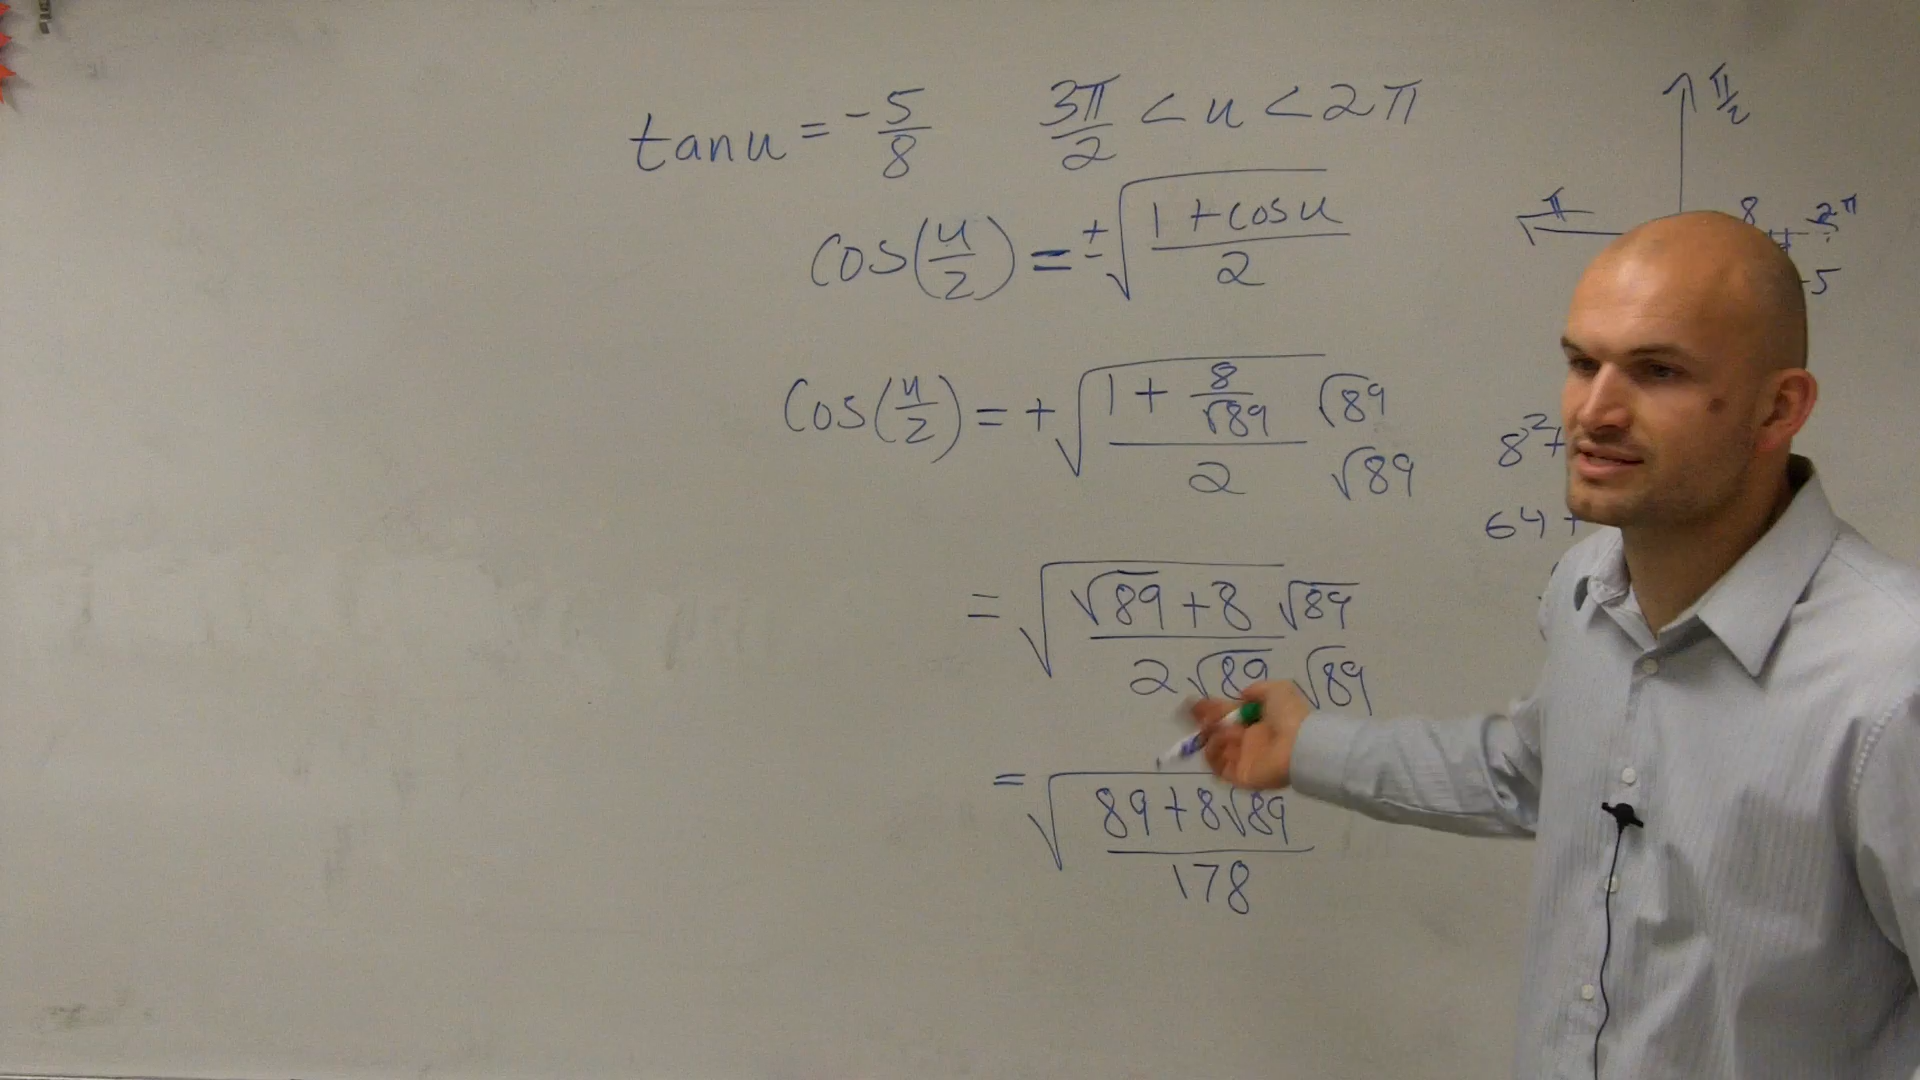 tan u = -5/8    3π/2 < u < 2π
π/2
cos(u/2) = ±√((1 + cos u)/2)
π    8    2π
-5
cos(u/2) = +√((1 + 8/√89)/2) √89/√89
8² +
64 +
= √((√89 + 8)/(2√89)) √89/√89
= √((89 + 8√89)/178)